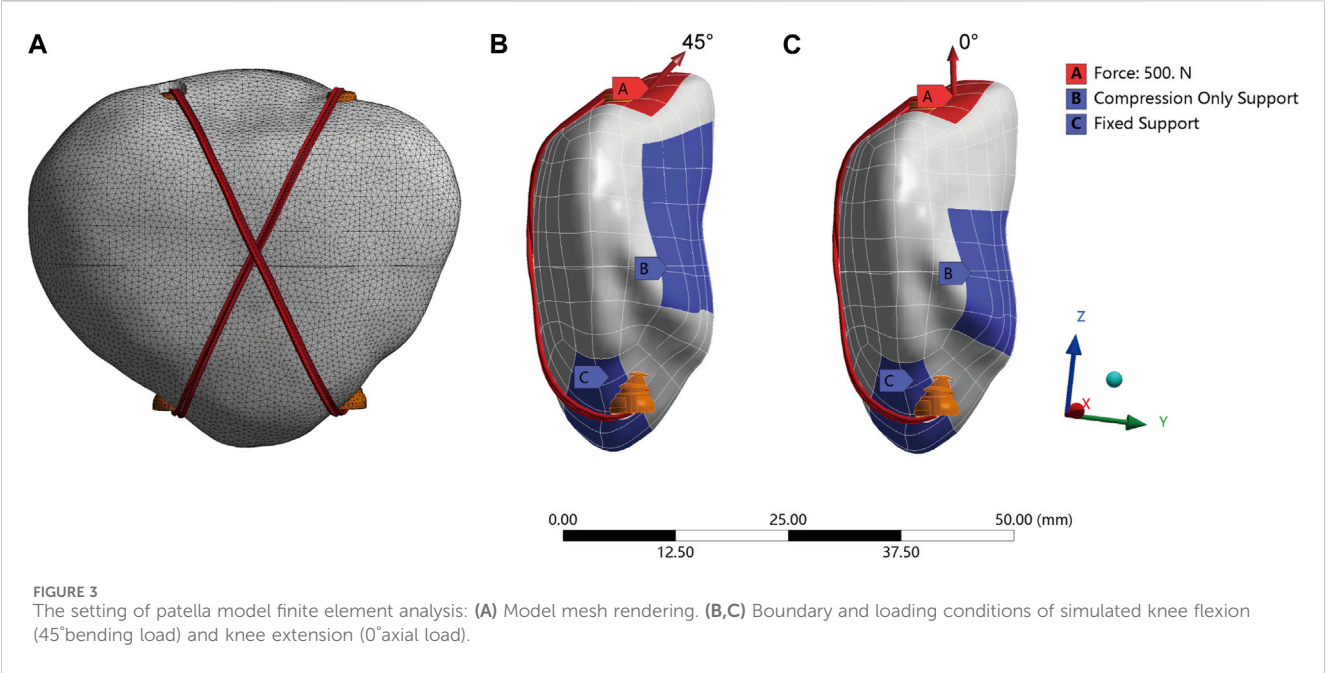 A
B
45°
C
0°
A
A
A Force: 500. N
B Compression Only Support
C Fixed Support
B
B
C
C
Z
X
Y
0.00 25.00 50.00 (mm)
12.50 37.50
FIGURE 3
The setting of patella model finite element analysis: (A) Model mesh rendering. (B,C) Boundary and loading conditions of simulated knee flexion
(45°bending load) and knee extension (0°axial load).